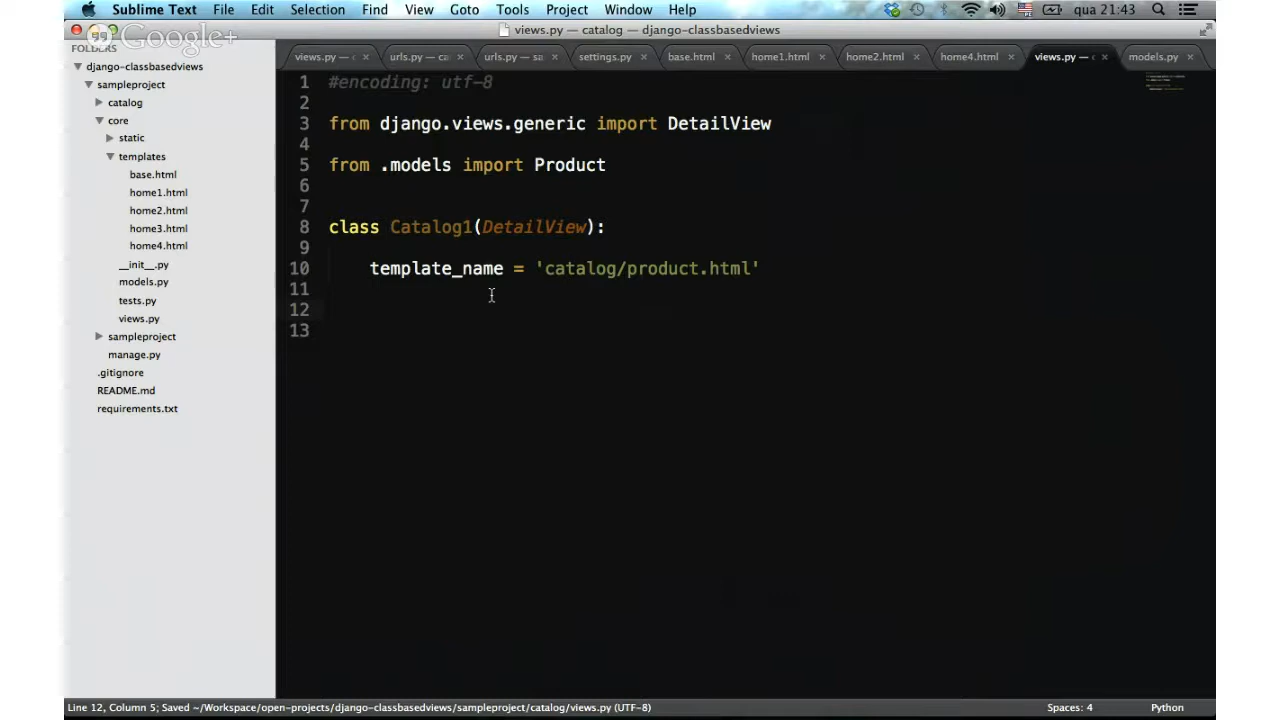 Sublime Text File Edit Selection Find View Goto Tools Project Window Help qua 21:43
Google+
views.py — catalog — django-classbasedviews
FOLDERS
django-classbasedviews
sampleproject
catalog
core
static
templates
base.html
home1.html
home2.html
home3.html
home4.html
__init__.py
models.py
tests.py
views.py
sampleproject
manage.py
.gitignore
README.md
requirements.txt
views.py — c × urls.py — ca × urls.py — sa × settings.py × base.html × home1.html × home2.html × home4.html × views.py — c × models.py ×
1 #encoding: utf-8
2
3 from django.views.generic import DetailView
4
5 from .models import Product
6
7
8 class Catalog1(DetailView):
9
10 template_name = 'catalog/product.html'
11
12
13
Line 12, Column 5; Saved ~/Workspace/open-projects/django-classbasedviews/sampleproject/catalog/views.py (UTF-8) Spaces: 4 Python